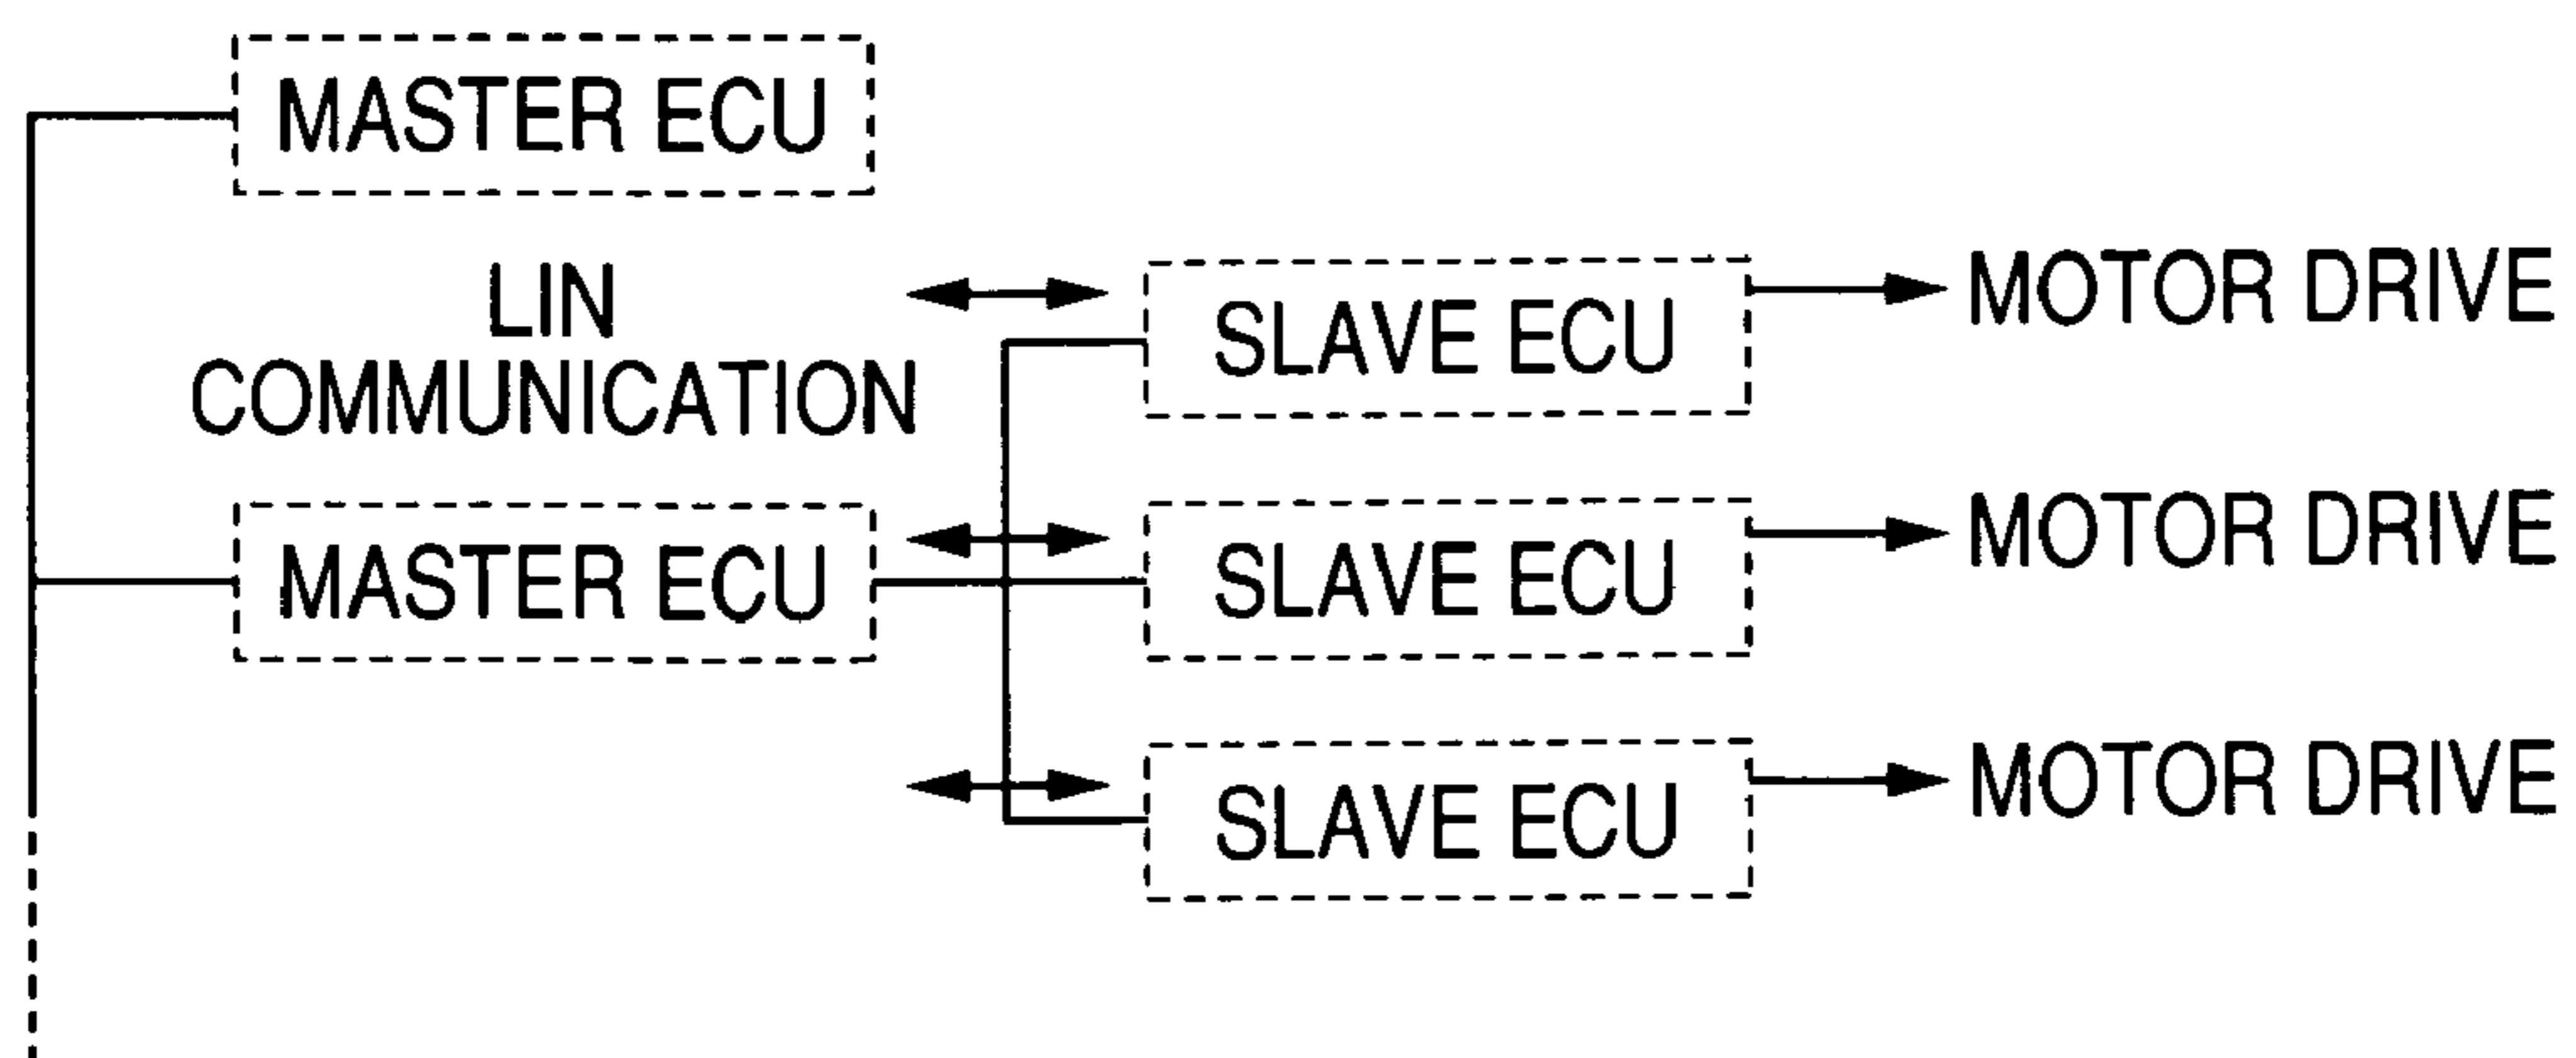 MASTER ECU
LIN
COMMUNICATION
SLAVE ECU
MOTOR DRIVE
MASTER ECU
SLAVE ECU
MOTOR DRIVE
SLAVE ECU
MOTOR DRIVE